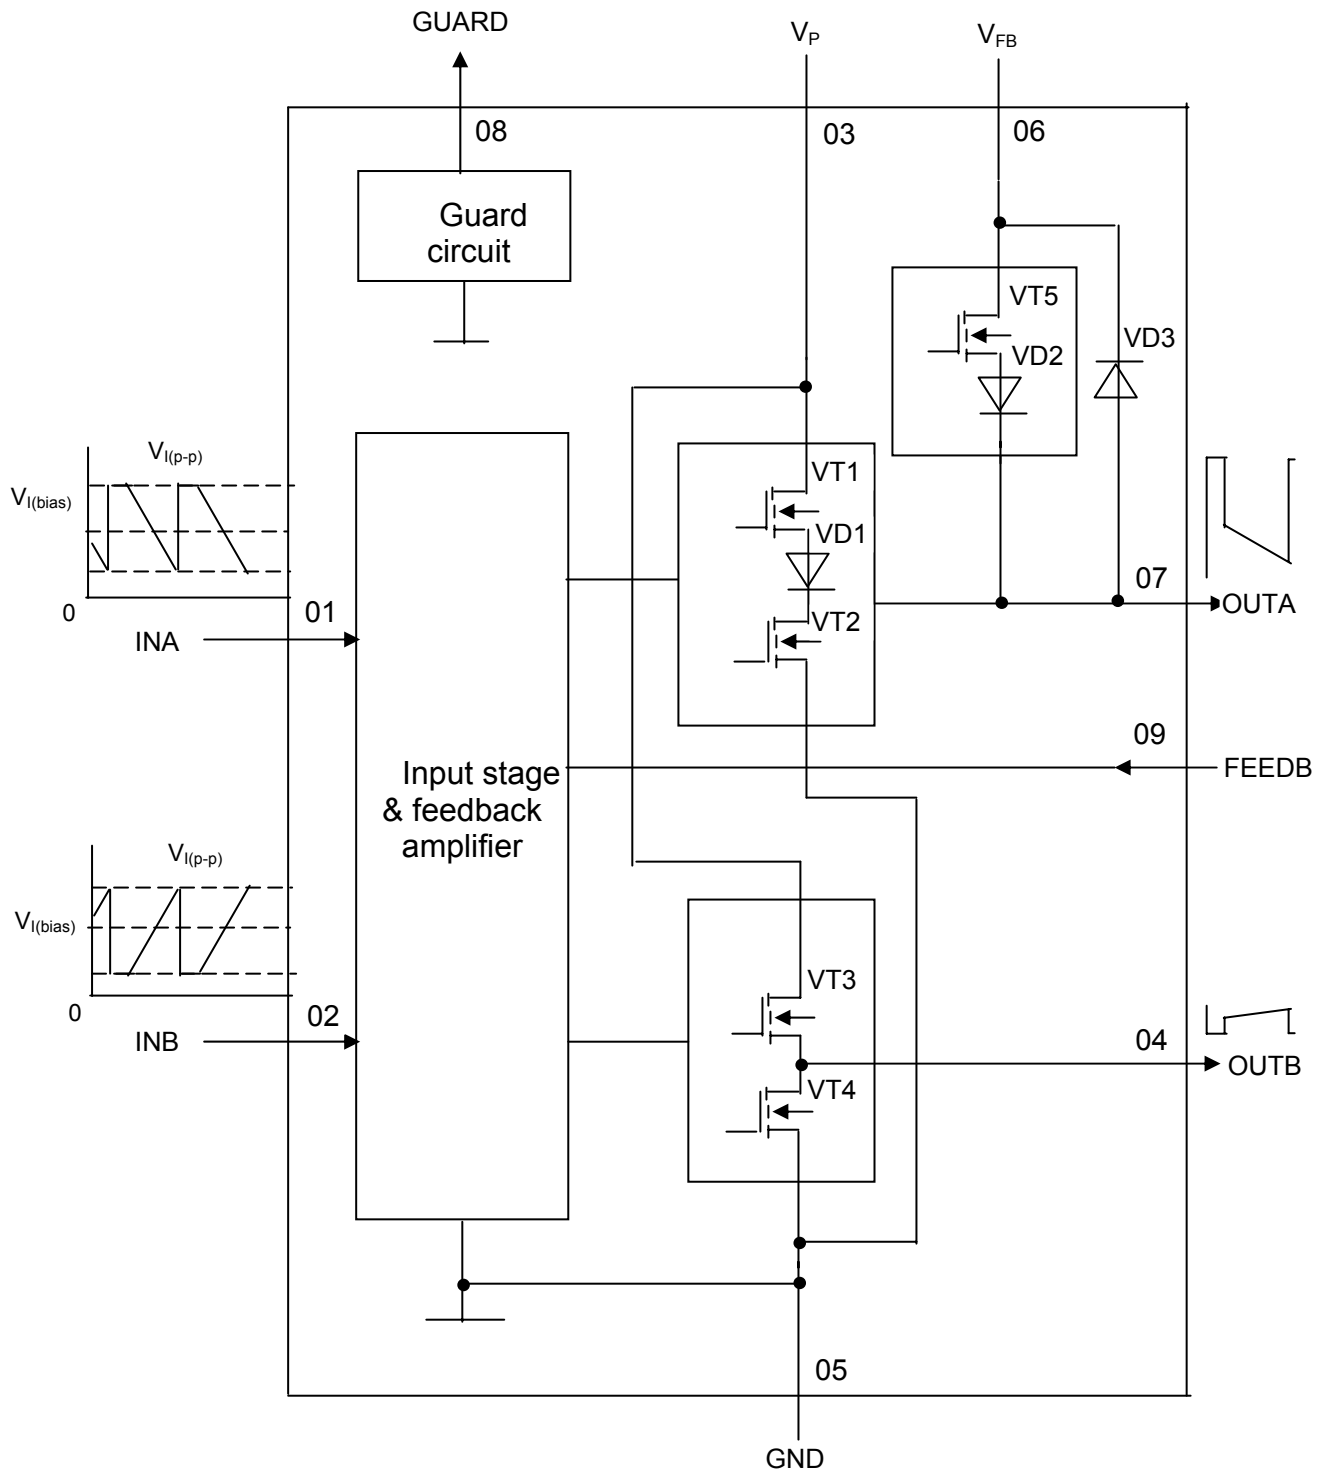 GUARD
VP
VFB
08
03
06
Guard
circuit
VT5
VD2
VD3
VI(p-p)
VI(bias)
VT1
VD1
VT2
0
01
INA
07
OUTA
09
FEEDB
Input stage
& feedback
amplifier
VI(p-p)
VI(bias)
0
02
INB
VT3
VT4
04
OUTB
05
GND